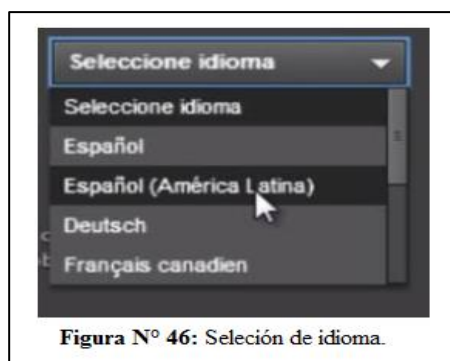 Seleccione idioma
Seleccione idioma
Español
Español (América Latina)
Deutsch
Français canadien
Figura N° 46: Seleción de idioma.